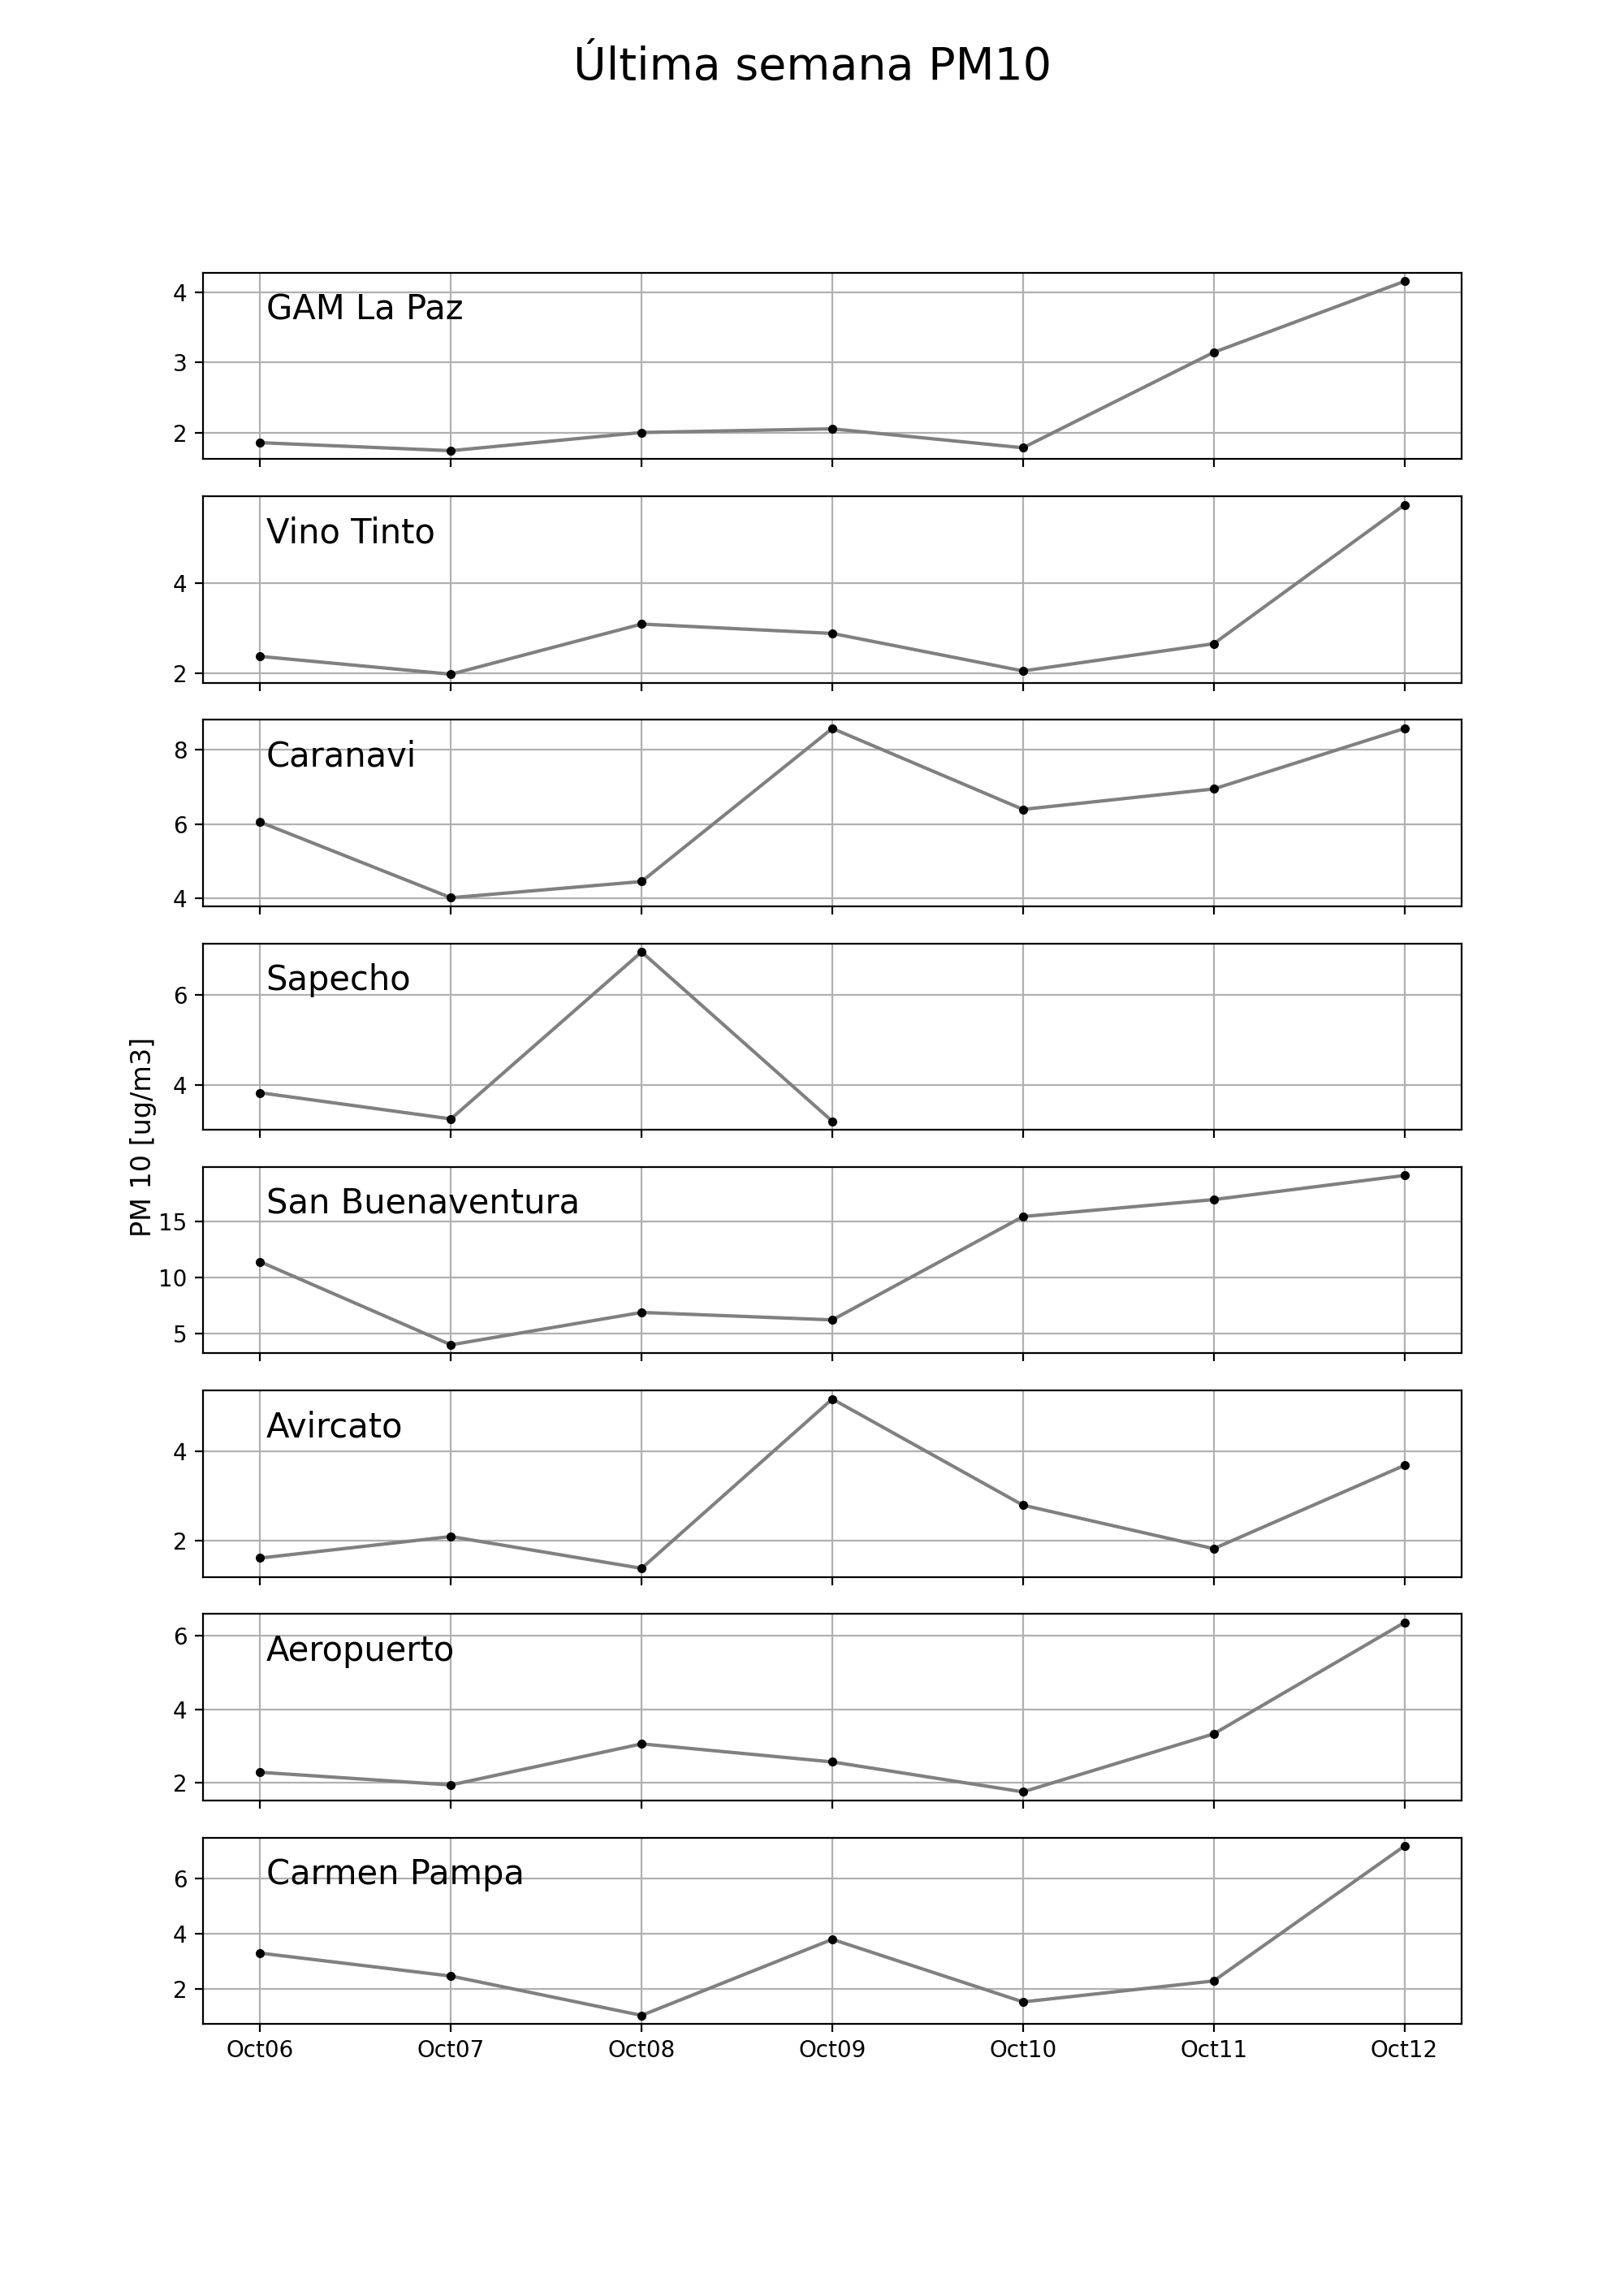 Última semana PM10
PM 10 [ug/m3]
GAM La Paz
4
3
2
Vino Tinto
4
2
Caranavi
8
6
4
Sapecho
6
4
San Buenaventura
15
10
5
Avircato
4
2
Aeropuerto
6
4
2
Carmen Pampa
6
4
2
Oct06 Oct07 Oct08 Oct09 Oct10 Oct11 Oct12